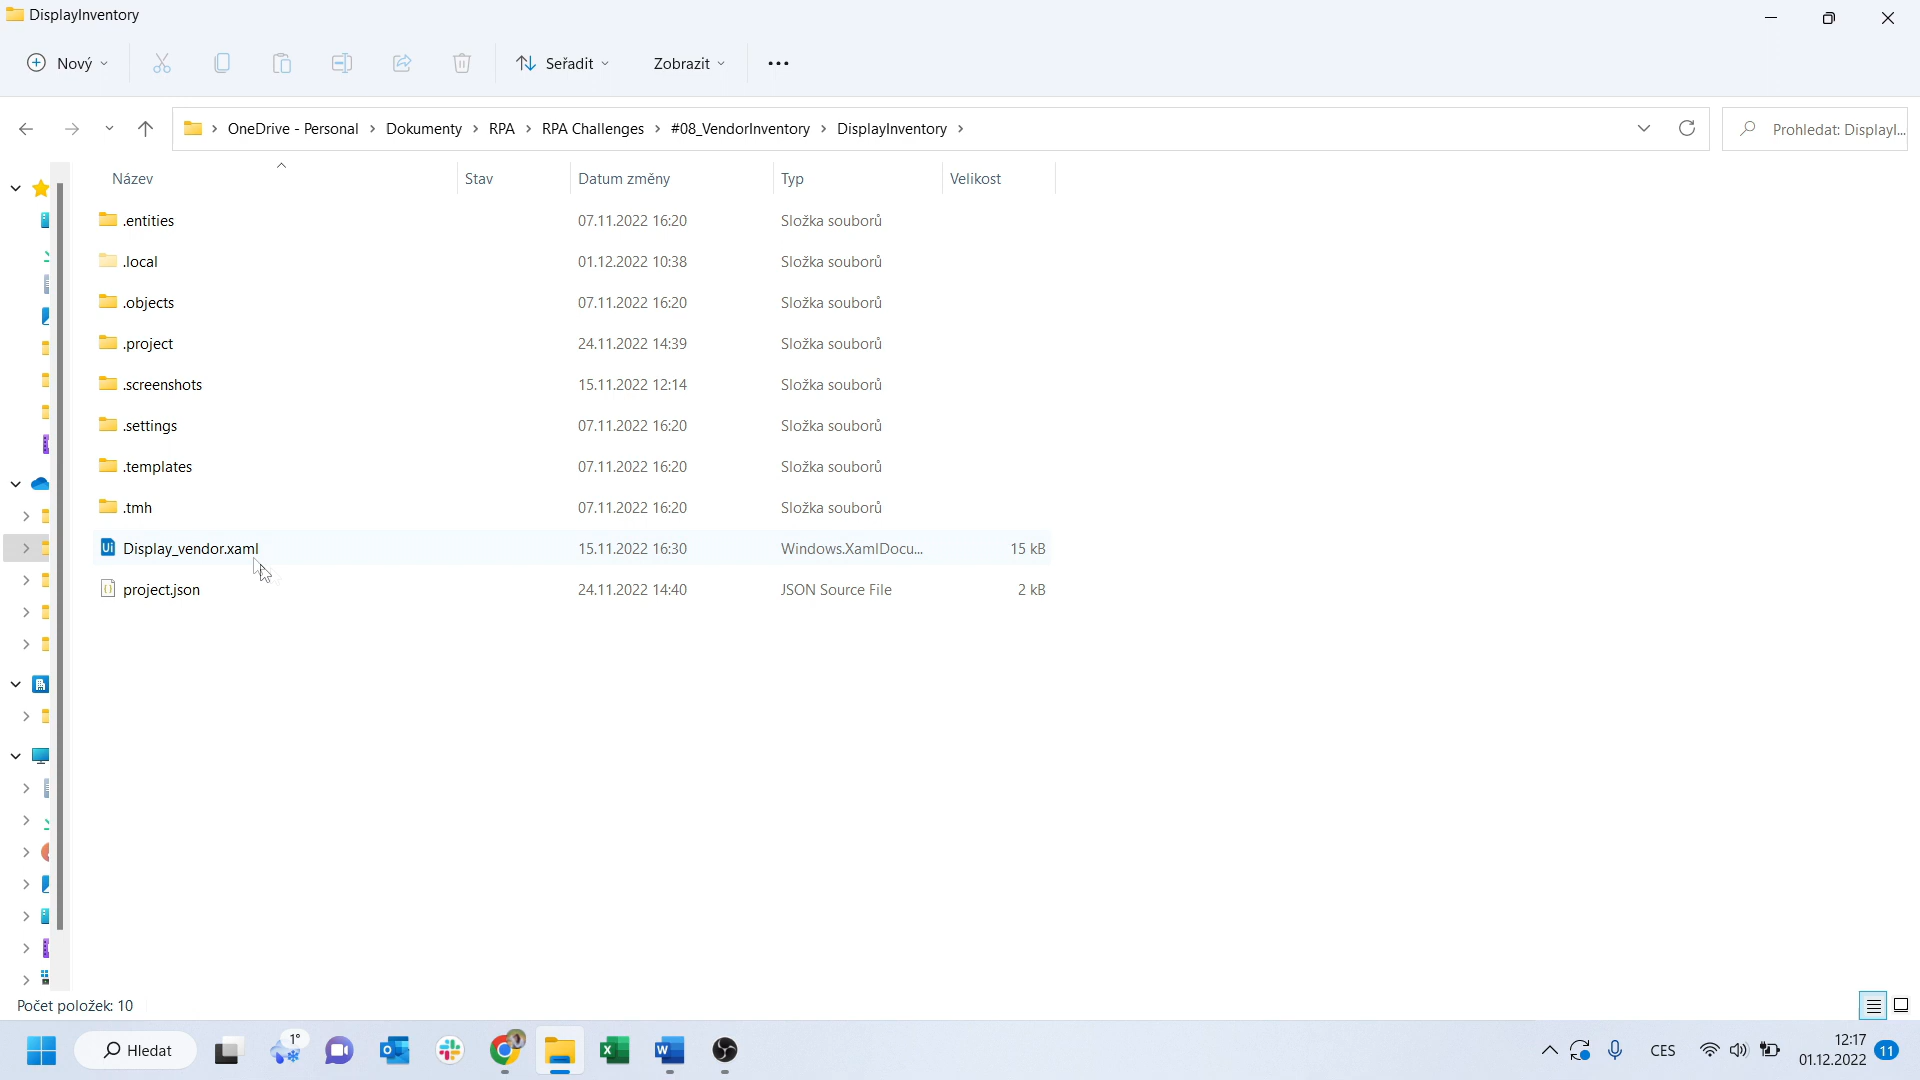 DisplayInventory
Nový
Seřadit
Zobrazit
OneDrive - Personal > Dokumenty > RPA > RPA Challenges > #08_VendorInventory > DisplayInventory >
Prohledat: DisplayI...
Název Stav Datum změny Typ Velikost
.entities 07.11.2022 16:20 Složka souborů
.local 01.12.2022 10:38 Složka souborů
.objects 07.11.2022 16:20 Složka souborů
.project 24.11.2022 14:39 Složka souborů
.screenshots 15.11.2022 12:14 Složka souborů
.settings 07.11.2022 16:20 Složka souborů
.templates 07.11.2022 16:20 Složka souborů
.tmh 07.11.2022 16:20 Složka souborů
Ui Display_vendor.xaml 15.11.2022 16:30 Windows.XamlDocu... 15 kB
project.json 24.11.2022 14:40 JSON Source File 2 kB
Počet položek: 10
Hledat
1°
CES
12:17
01.12.2022
11